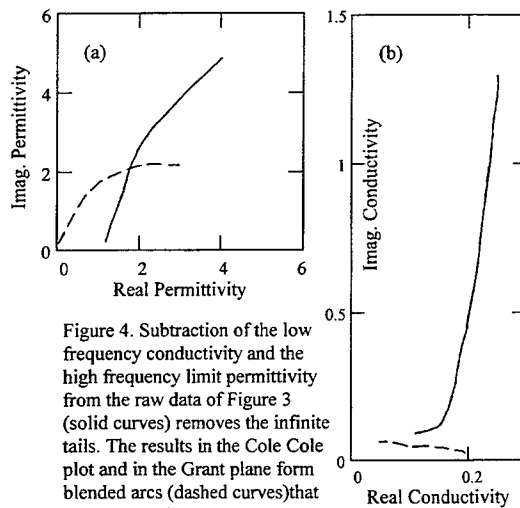 6
(a)
4
2
0
Imag. Permittivity
0 2 4 6
Real Permittivity
1.5
(b)
1
0.5
0
Imag. Conductivity
0 0.2
Real Conductivity
Figure 4. Subtraction of the low
frequency conductivity and the
high frequency limit permittivity
from the raw data of Figure 3
(solid curves) removes the infinite
tails. The results in the Cole Cole
plot and in the Grant plane form
blended arcs (dashed curves)that